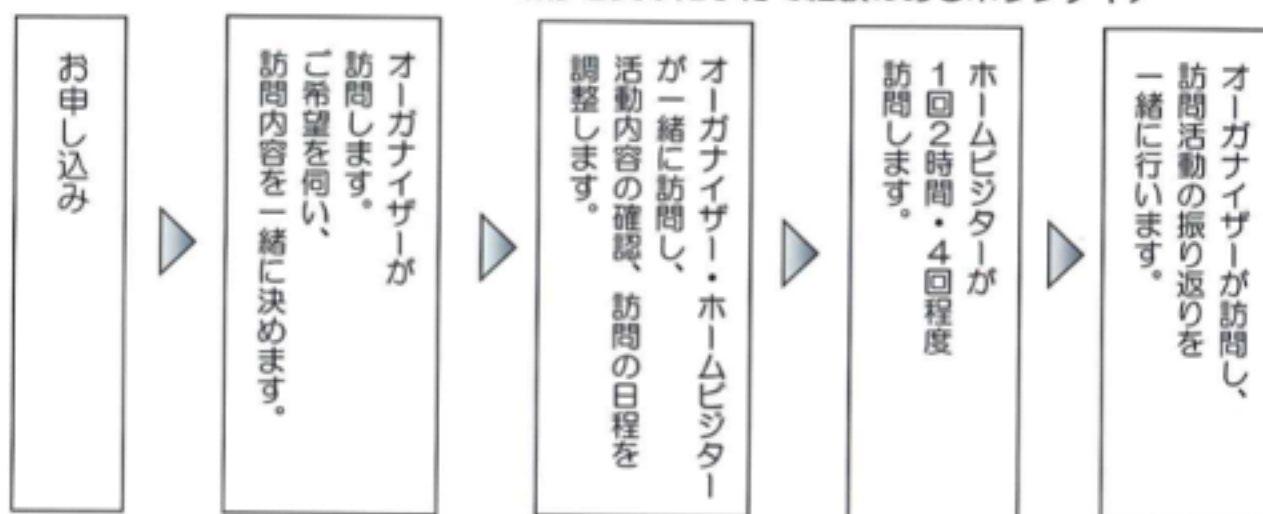 お申し込み
オーガナイザーが
訪問します。
ご希望を伺い、
訪問内容を一緒に決めます。
オーガナイザー・ホームビジター
が一緒に訪問し、
活動内容の確認、訪問の日程を
調整します。
ホームビジターが
1回2時間・4回程度
訪問します。
オーガナイザーが訪問し、
訪問活動の振り返りを
一緒に行います。